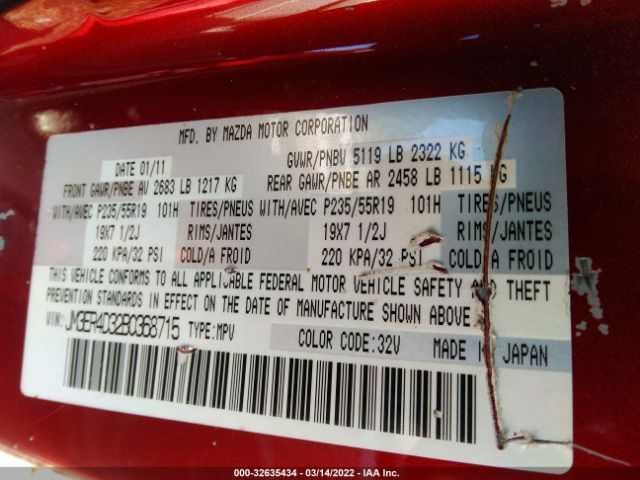 MFD. BY MAZDA MOTOR CORPORATION
DATE 01/11 GVWR/PNBV 5119 LB 2322 KG
FRONT GAWR/PNBE AV 2683 LB 1217 KG REAR GAWR/PNBE AR 2458 LB 1115 KG
WITH/AVEC P235/55R19 101H TIRES/PNEUS WITH/AVEC P235/55R19 101H TIRES/PNEUS
19X7 1/2J RIMS/JANTES 19X7 1/2J RIMS/JANTES
220 KPA/32 PSI COLD/A FROID 220 KPA/32 PSI COLD/A FROID
THIS VEHICLE CONFORMS TO ALL APPLICABLE FEDERAL MOTOR VEHICLE SAFETY AND THEFT
PREVENTION STANDARDS IN EFFECT ON THE DATE OF MANUFACTURE SHOWN ABOVE.
VIN: JM3ER4C32B0368715 TYPE: MPV COLOR CODE: 32V MADE IN JAPAN
000-32635434 - 03/14/2022 - IAA Inc.